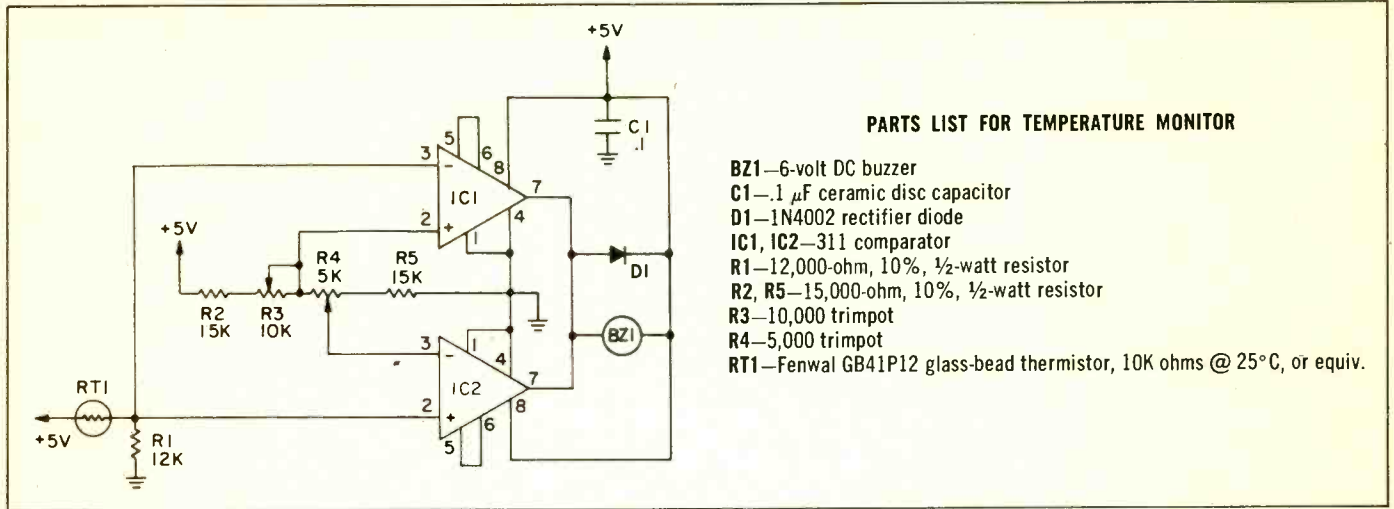 +5V
C1
.1
5
6
8
3
-
IC1
7
2
+
4
1
+5V
R4
5K
R5
15K
D1
R2
15K
R3
10K
BZ1
3
-
1
4
IC2
7
2
+
8
5
6
RT1
+5V
R1
12K
PARTS LIST FOR TEMPERATURE MONITOR
BZ1—6-volt DC buzzer
C1—.1 μF ceramic disc capacitor
D1—1N4002 rectifier diode
IC1, IC2—311 comparator
R1—12,000-ohm, 10%, ½-watt resistor
R2, R5—15,000-ohm, 10%, ½-watt resistor
R3—10,000 trimpot
R4—5,000 trimpot
RT1—Fenwal GB41P12 glass-bead thermistor, 10K ohms @ 25°C, or equiv.